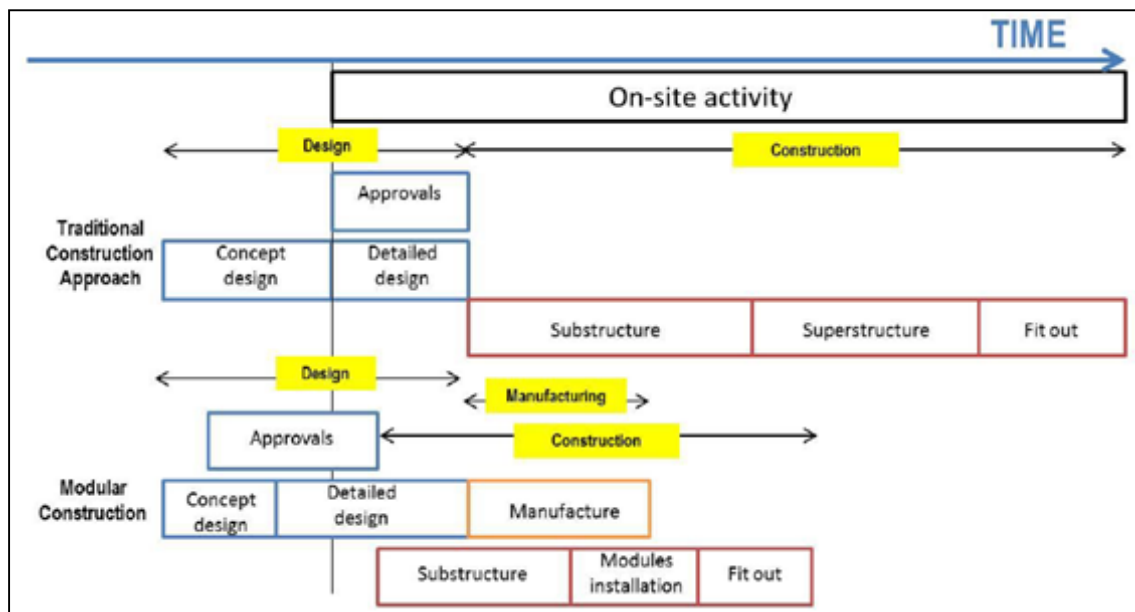 TIME
On-site activity
Design
Construction
Approvals
Traditional
Construction
Approach
Concept
design
Detailed
design
Substructure
Superstructure
Fit out
Design
Manufacturing
Approvals
Construction
Modular
Construction
Concept
design
Detailed
design
Manufacture
Substructure
Modules
installation
Fit out